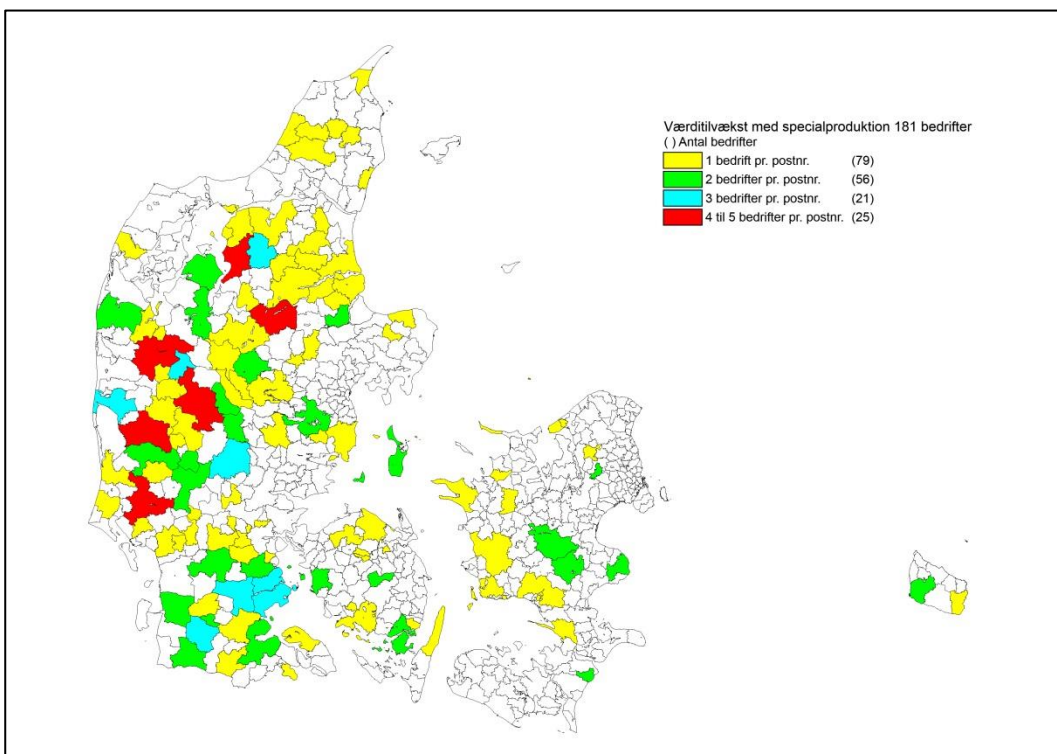 Værditilvækst med specialproduktion 181 bedrifter
( ) Antal bedrifter
1 bedrift pr. postnr. (79)
2 bedrifter pr. postnr. (56)
3 bedrifter pr. postnr. (21)
4 til 5 bedrifter pr. postnr. (25)